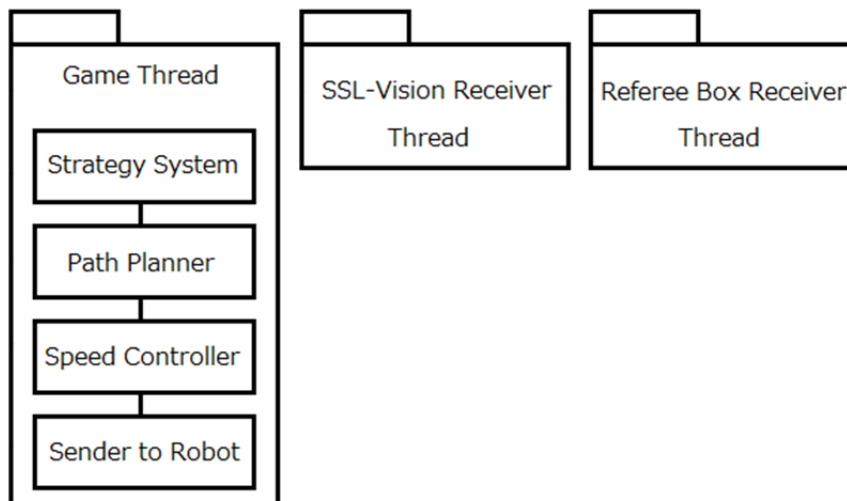 Game Thread
Strategy System
Path Planner
Speed Controller
Sender to Robot
SSL-Vision Receiver
Thread
Referee Box Receiver
Thread